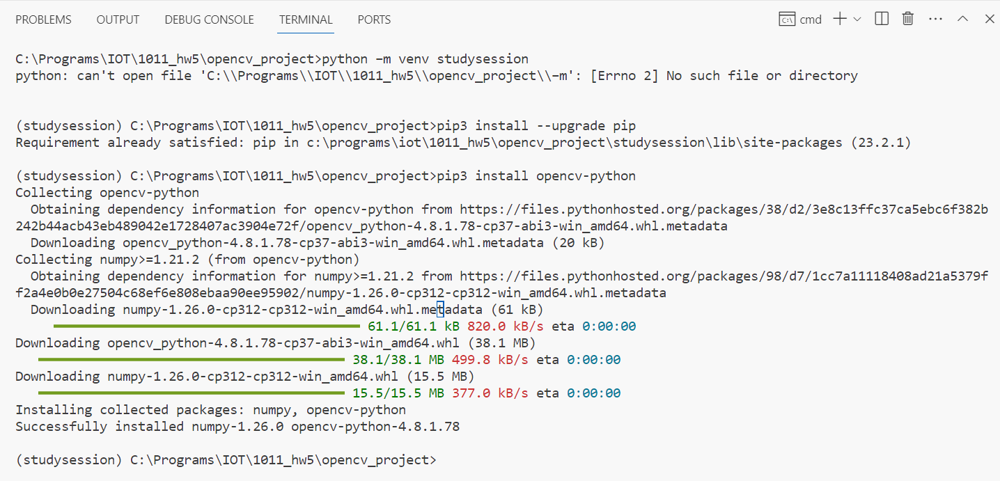 PROBLEMS OUTPUT DEBUG CONSOLE TERMINAL PORTS cmd
C:\Programs\IOT\1011_hw5\opencv_project>python –m venv studysession
python: can't open file 'C:\\Programs\\IOT\\1011_hw5\\opencv_project\\–m': [Errno 2] No such file or directory
(studysession) C:\Programs\IOT\1011_hw5\opencv_project>pip3 install --upgrade pip
Requirement already satisfied: pip in c:\programs\iot\1011_hw5\opencv_project\studysession\lib\site-packages (23.2.1)
(studysession) C:\Programs\IOT\1011_hw5\opencv_project>pip3 install opencv-python
Collecting opencv-python
  Obtaining dependency information for opencv-python from https://files.pythonhosted.org/packages/38/d2/3e8c13ffc37ca5ebc6f382b
242b44acb43eb489042e1728407ac3904e72f/opencv_python-4.8.1.78-cp37-abi3-win_amd64.whl.metadata
  Downloading opencv_python-4.8.1.78-cp37-abi3-win_amd64.whl.metadata (20 kB)
Collecting numpy>=1.21.2 (from opencv-python)
  Obtaining dependency information for numpy>=1.21.2 from https://files.pythonhosted.org/packages/98/d7/1cc7a11118408ad21a5379f
f2a4e0b0e27504c68ef6e808ebaa90ee95902/numpy-1.26.0-cp312-cp312-win_amd64.whl.metadata
  Downloading numpy-1.26.0-cp312-cp312-win_amd64.whl.metadata (61 kB)
61.1/61.1 kB 820.0 kB/s eta 0:00:00
Downloading opencv_python-4.8.1.78-cp37-abi3-win_amd64.whl (38.1 MB)
38.1/38.1 MB 499.8 kB/s eta 0:00:00
Downloading numpy-1.26.0-cp312-cp312-win_amd64.whl (15.5 MB)
15.5/15.5 MB 377.0 kB/s eta 0:00:00
Installing collected packages: numpy, opencv-python
Successfully installed numpy-1.26.0 opencv-python-4.8.1.78
(studysession) C:\Programs\IOT\1011_hw5\opencv_project>